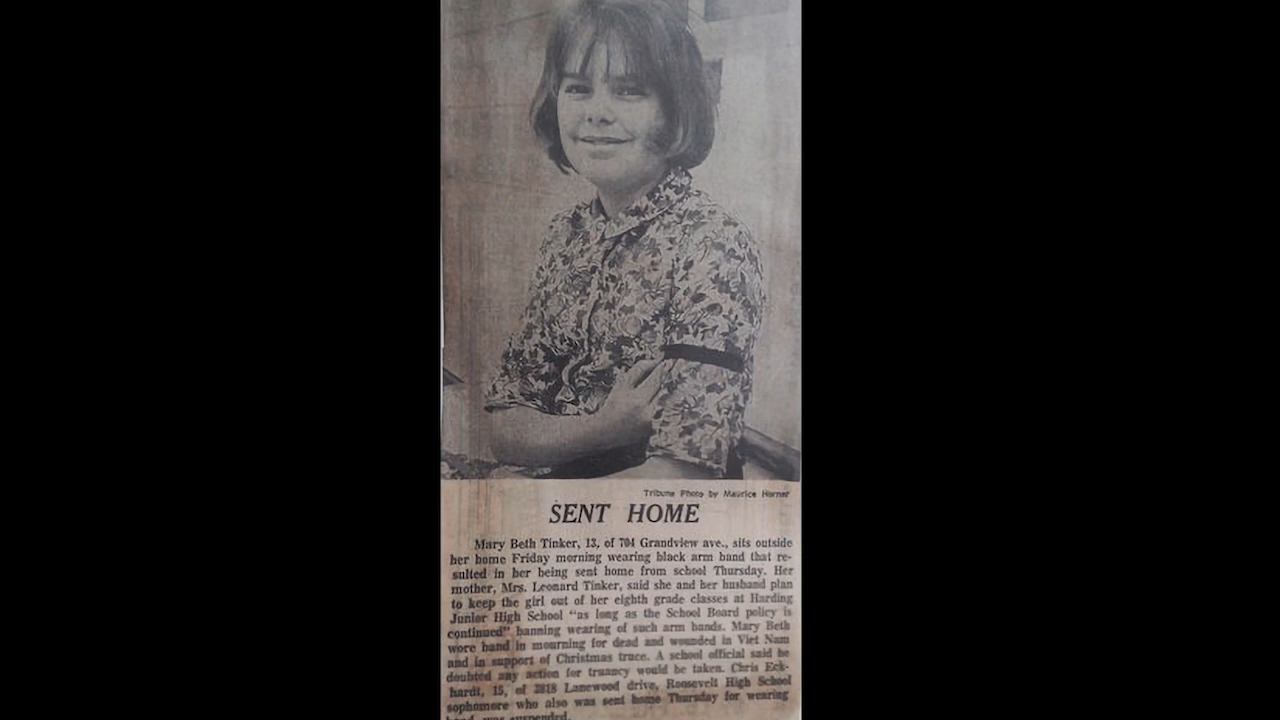 Tribune Photo by Maurice Horner
SENT HOME
Mary Beth Tinker, 13, of 704 Grandview ave., sits outside
her home Friday morning wearing black arm band that re-
sulted in her being sent home from school Thursday. Her
mother, Mrs. Leonard Tinker, said she and her husband plan
to keep the girl out of her eighth grade classes at Harding
Junior High School "as long as the School Board policy is
continued" banning wearing of such arm bands. Mary Beth
wore band in mourning for dead and wounded in Viet Nam
and in support of Christmas truce. A school official said he
doubted any action for truancy would be taken. Chris Eck-
hardt, 15, of 2818 Lanewood drive, Roosevelt High School
sophomore who also was sent home Thursday for wearing
band, was suspended.